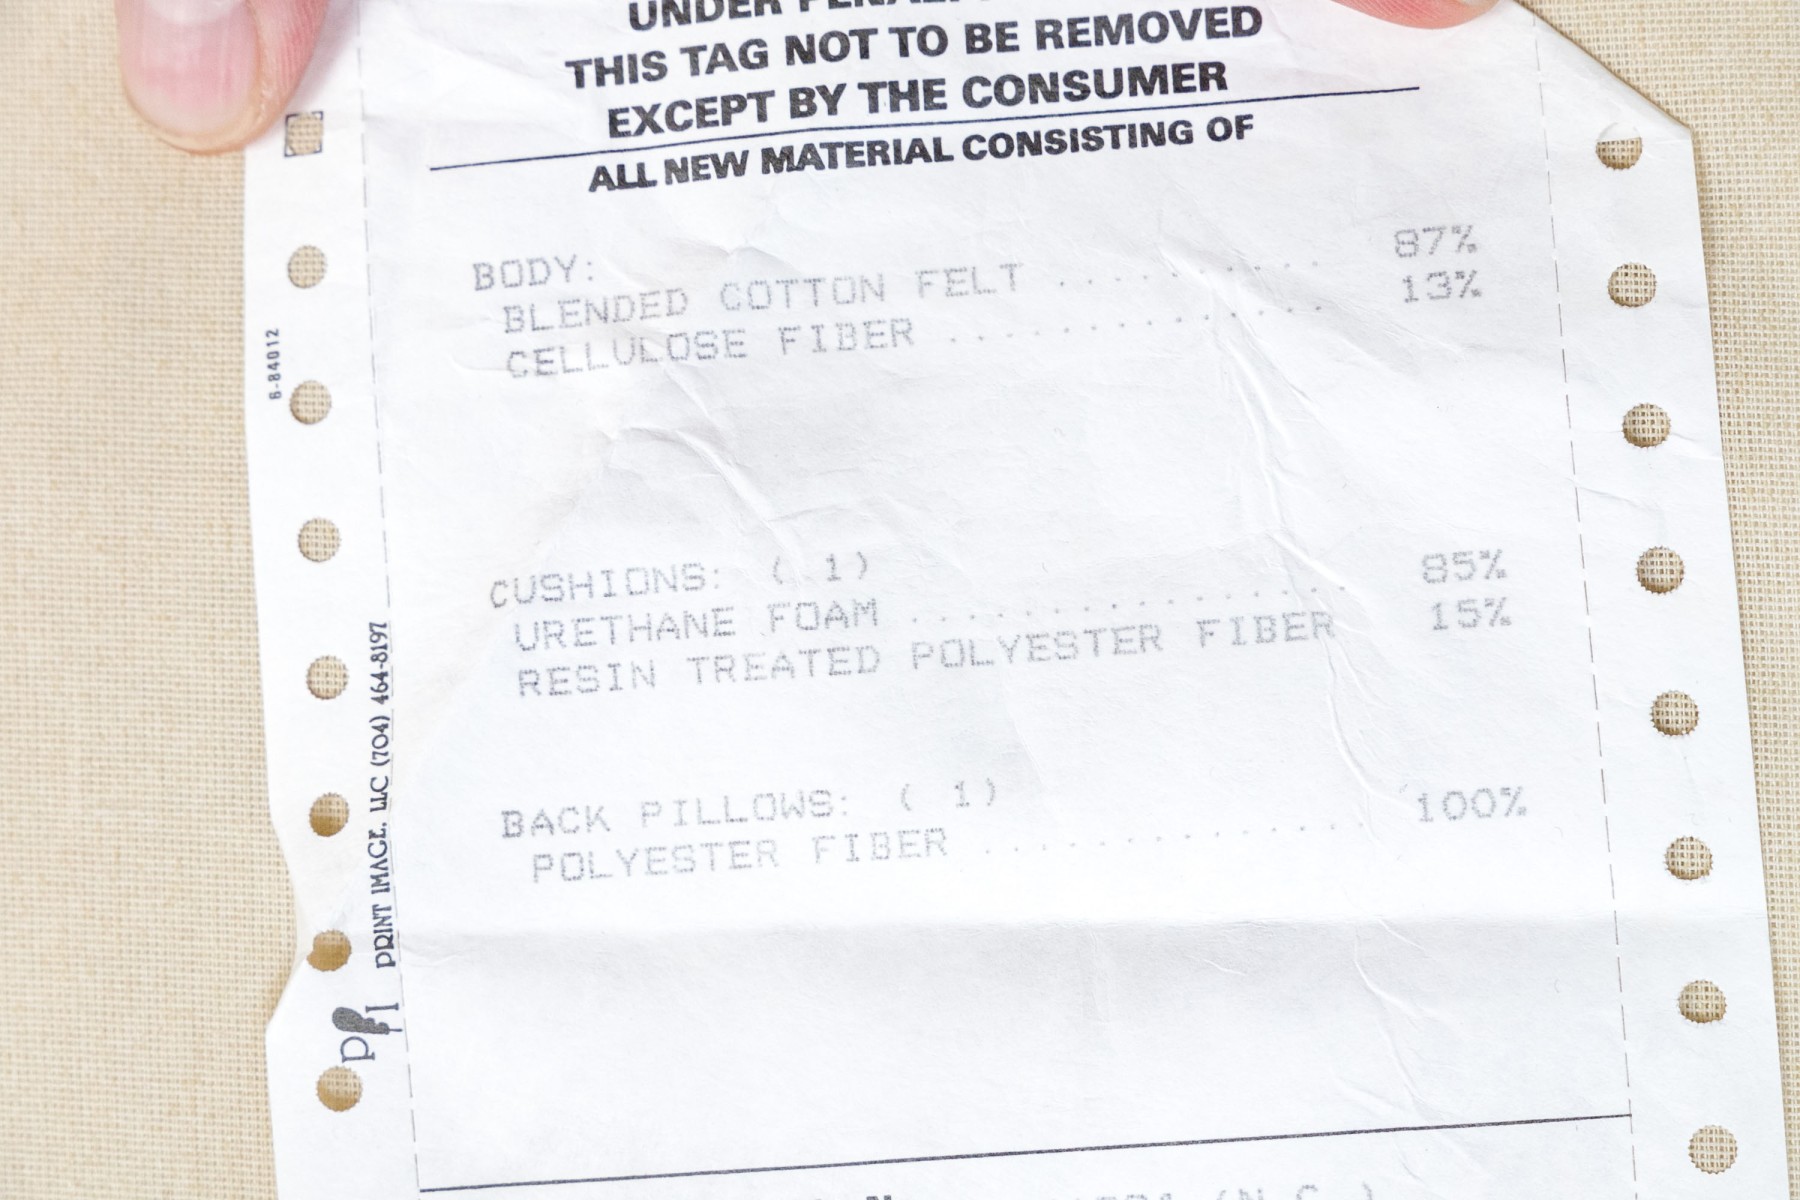 UNDER
THIS TAG NOT TO BE REMOVED
EXCEPT BY THE CONSUMER
ALL NEW MATERIAL CONSISTING OF
BODY:
BLENDED COTTON FELT .......... 87%
CELLULOSE FIBER ............. 13%
CUSHIONS: ( 1)
URETHANE FOAM .............. 85%
RESIN TREATED POLYESTER FIBER 15%
BACK PILLOWS: ( 1)
POLYESTER FIBER ............ 100%
6-84012
PRINT IMAGE, LLC (704) 464-8197
pI
(N.C.)